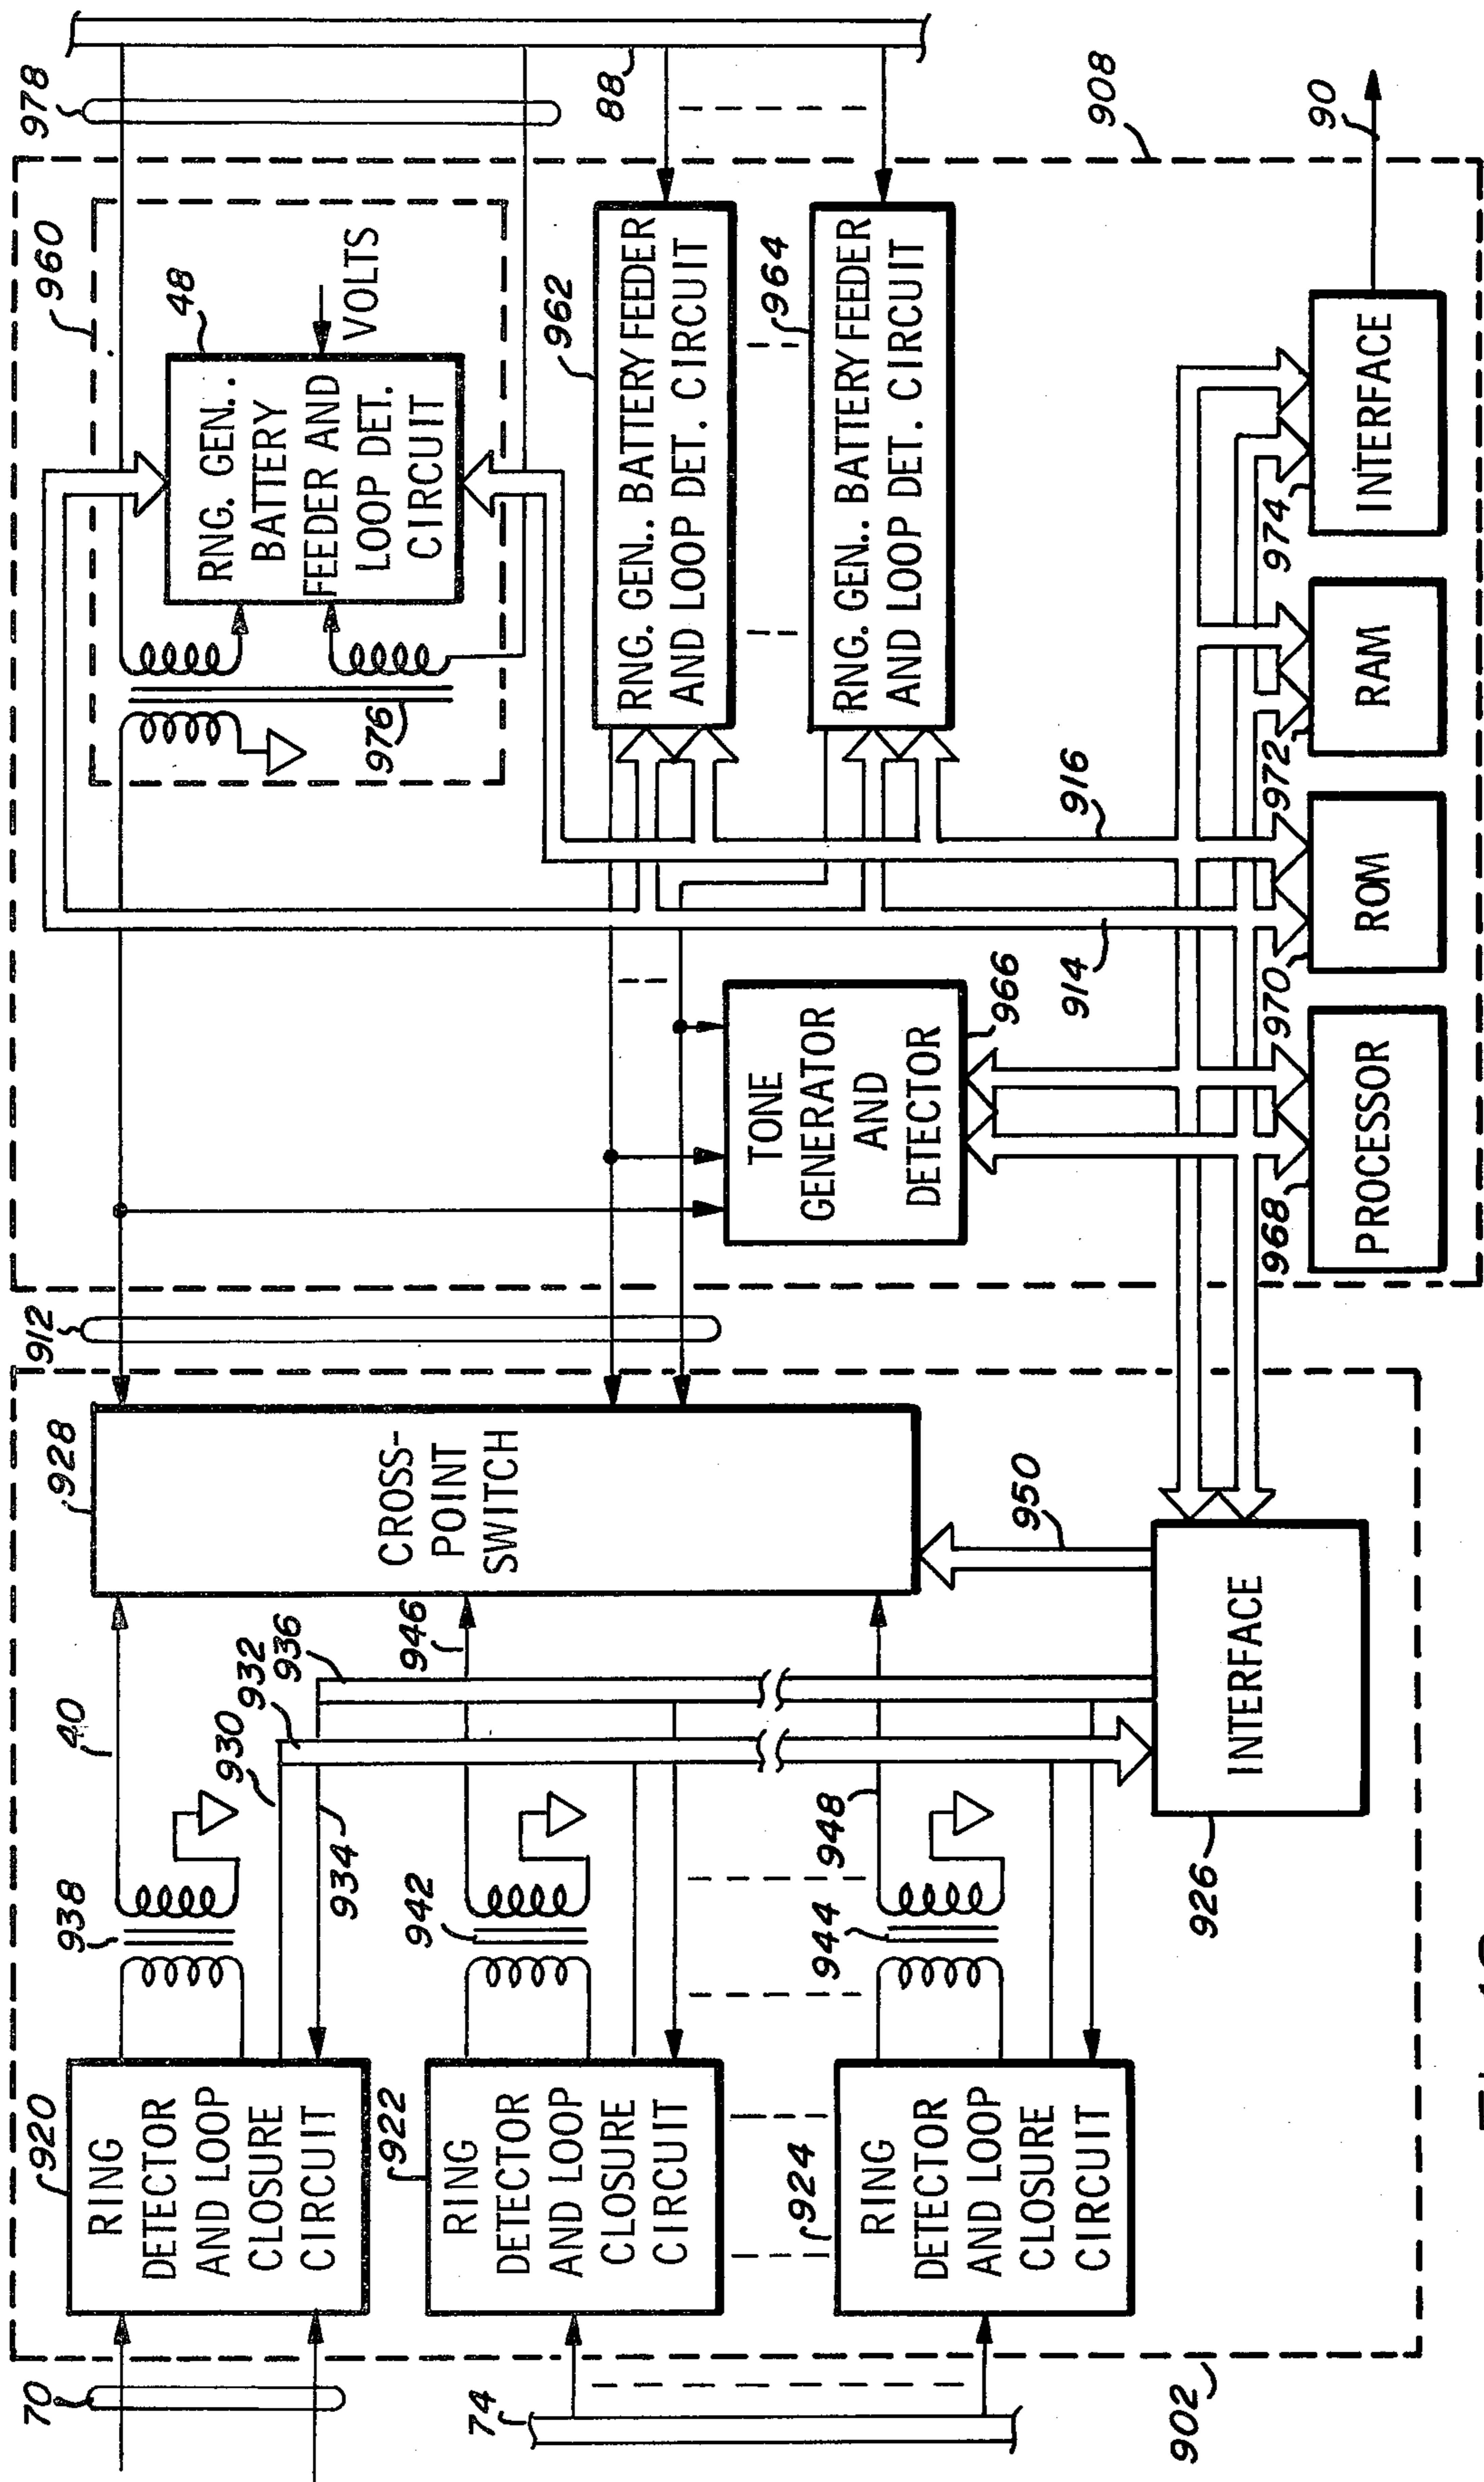 70
920
RING
DETECTOR
AND LOOP
CLOSURE
CIRCUIT
938
40
930
932
936
934
74
922
RING
DETECTOR
AND LOOP
CLOSURE
CIRCUIT
942
946
924
RING
DETECTOR
AND LOOP
CLOSURE
CIRCUIT
944
948
902
926
INTERFACE
950
928
CROSS-
POINT
SWITCH
912
960
978
48
RNG. GEN..
BATTERY
FEEDER AND
LOOP DET.
CIRCUIT
VOLTS
976
962
RNG. GEN.. BATTERY FEEDER
AND LOOP DET. CIRCUIT
88
964
RNG. GEN.. BATTERY FEEDER
AND LOOP DET. CIRCUIT
TONE
GENERATOR
AND
DETECTOR
966
914
916
908
968
PROCESSOR
970
ROM
972
RAM
974
INTERFACE
90